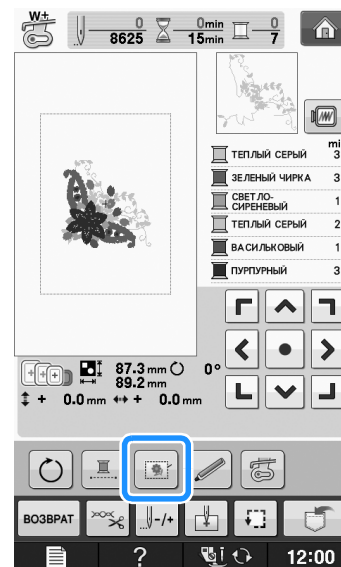 W±
0 0min 0
8625 15min 7
mi
ТЕПЛЫЙ СЕРЫЙ 3
ЗЕЛЕНЫЙ ЧИРКА 3
СВЕТЛО-
СИРЕНЕВЫЙ 1
ТЕПЛЫЙ СЕРЫЙ 2
ВАСИЛЬКОВЫЙ 1
ПУРПУРНЫЙ 3
87.3 mm 0°
89.2 mm
+ 0.0 mm + 0.0 mm
ВОЗВРАТ -/+
? 12:00